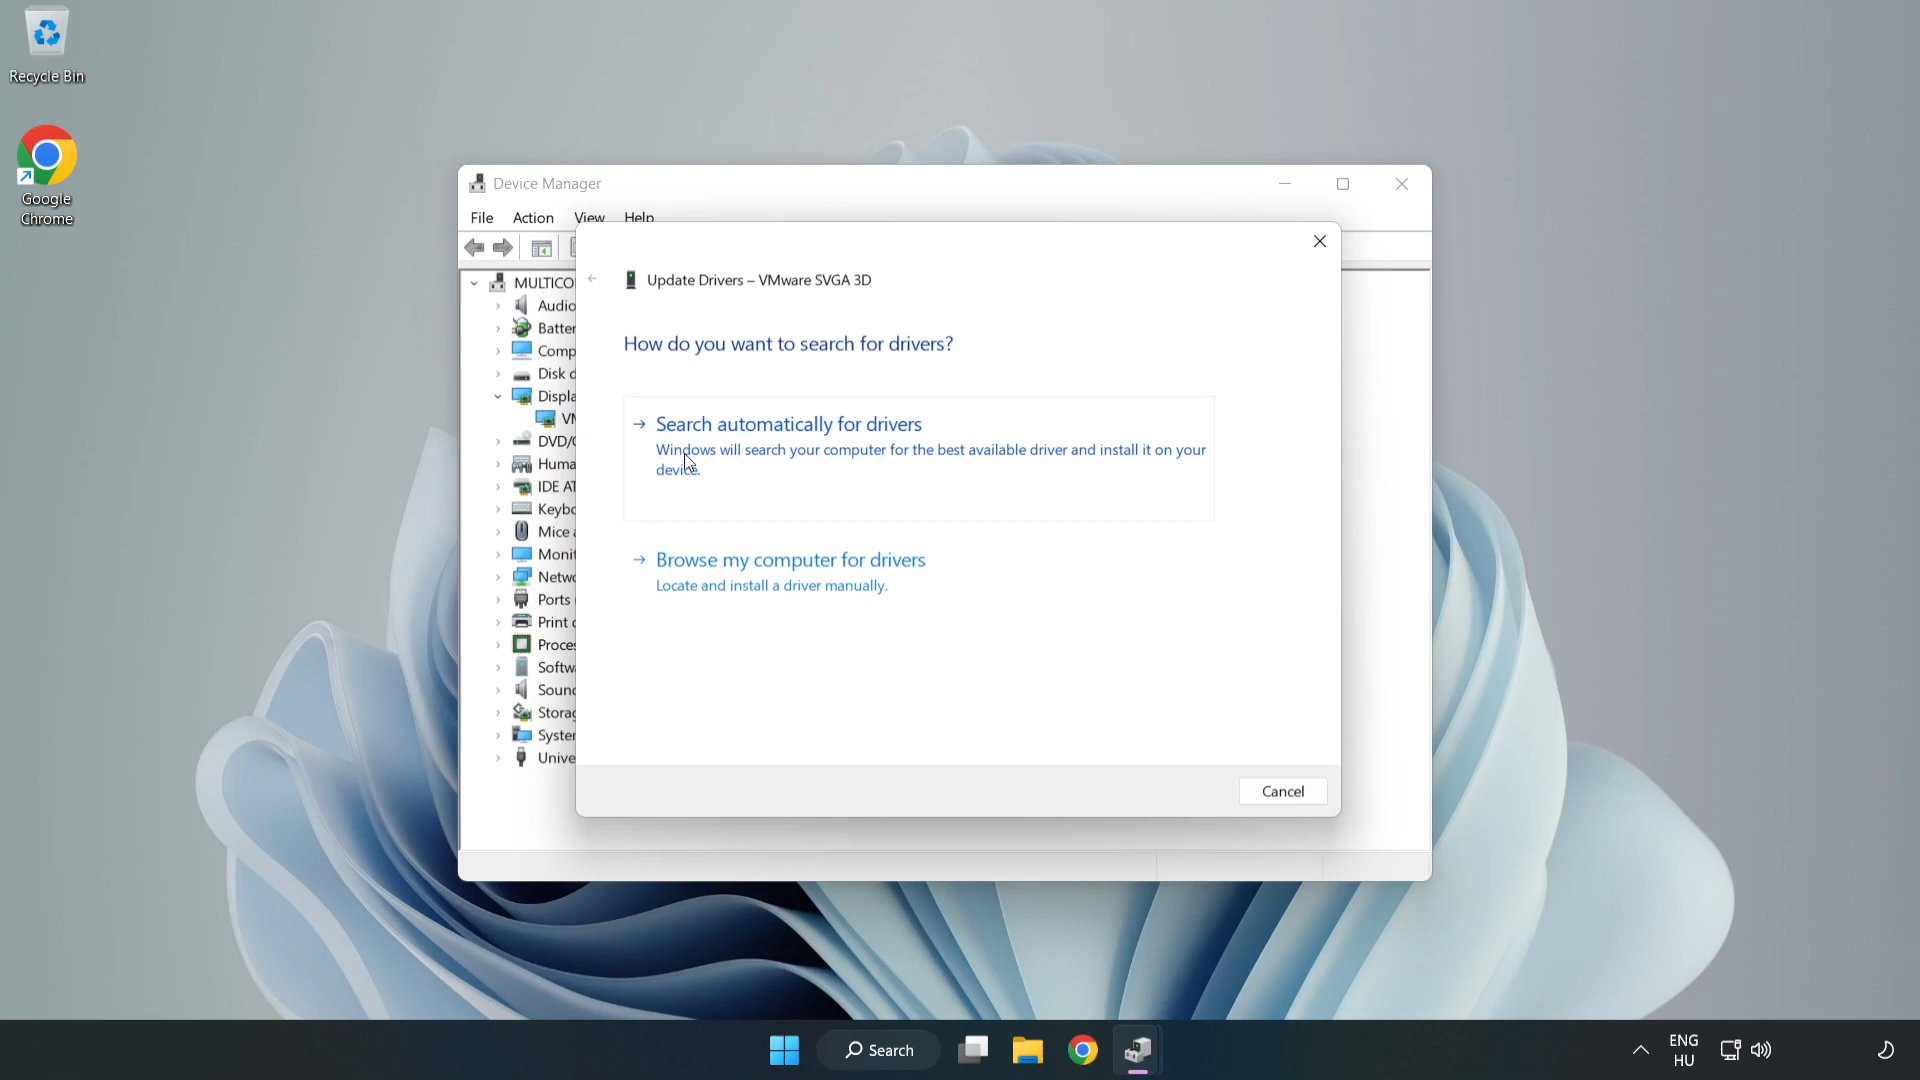 Recycle Bin
Google
Chrome
Device Manager
File Action View Help
Update Drivers – VMware SVGA 3D
How do you want to search for drivers?
Search automatically for drivers
Windows will search your computer for the best available driver and install it on your
device.
Browse my computer for drivers
Locate and install a driver manually.
Cancel
MULTICO
Audio
Batter
Comp
Disk d
Displa
VM
DVD/
Huma
IDE AT
Keybo
Mice a
Monit
Netwo
Ports
Print
Proces
Softwa
Sound
Storag
System
Unive
Search
ENG
HU